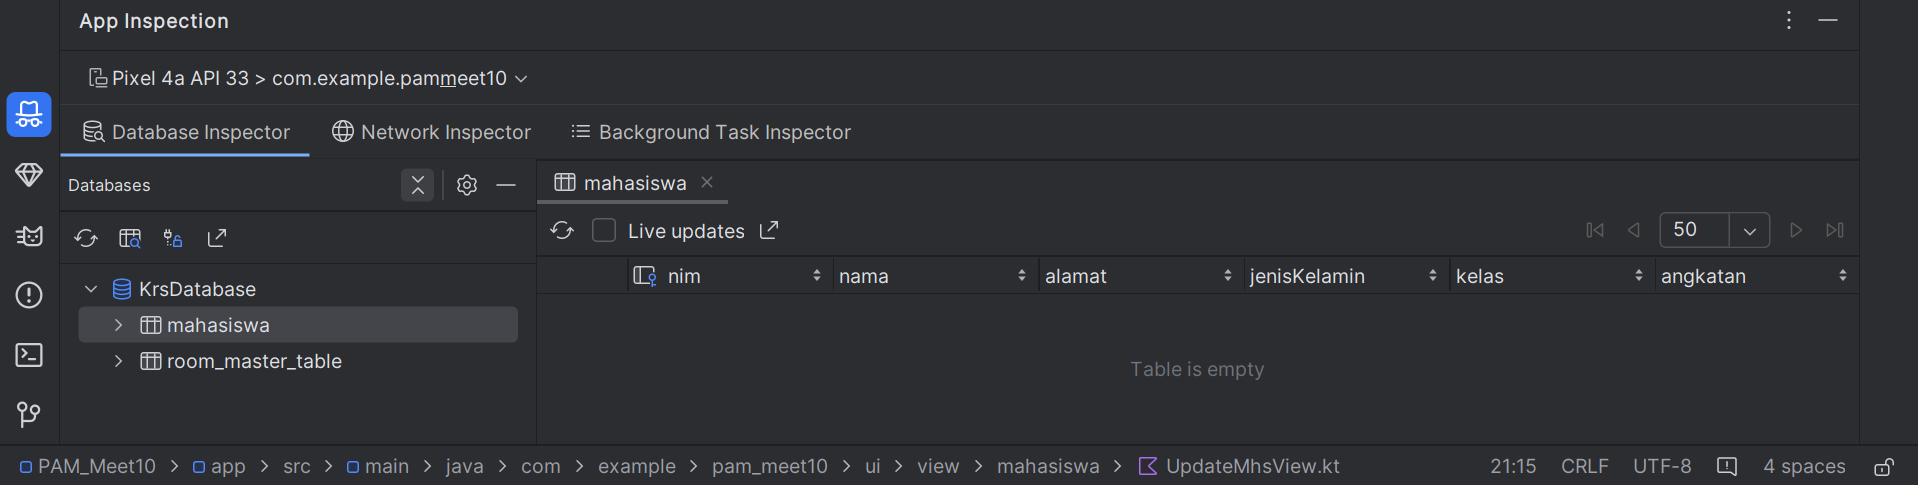 App Inspection
Pixel 4a API 33 > com.example.pammeet10
Database Inspector Network Inspector Background Task Inspector
Databases
mahasiswa
Live updates
50
nim nama alamat jenisKelamin kelas angkatan
KrsDatabase
mahasiswa
room_master_table
Table is empty
PAM_Meet10 > app > src > main > java > com > example > pam_meet10 > ui > view > mahasiswa > UpdateMhsView.kt
21:15 CRLF UTF-8 4 spaces